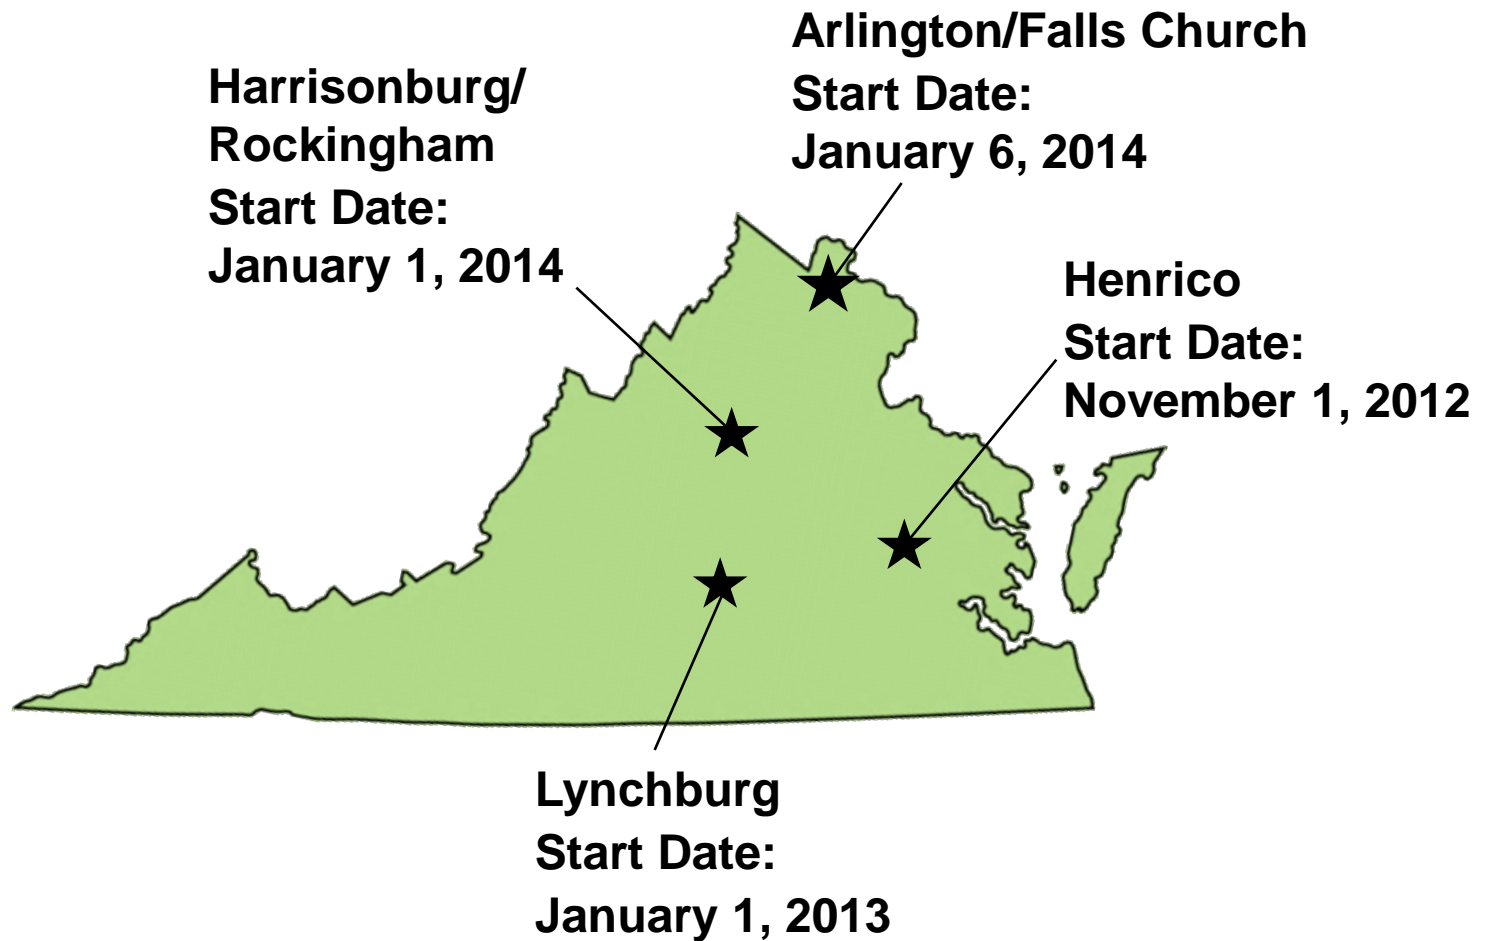 Arlington/Falls Church
Start Date:
January 6, 2014
Harrisonburg/
Rockingham
Start Date:
January 1, 2014
Henrico
Start Date:
November 1, 2012
Lynchburg
Start Date:
January 1, 2013